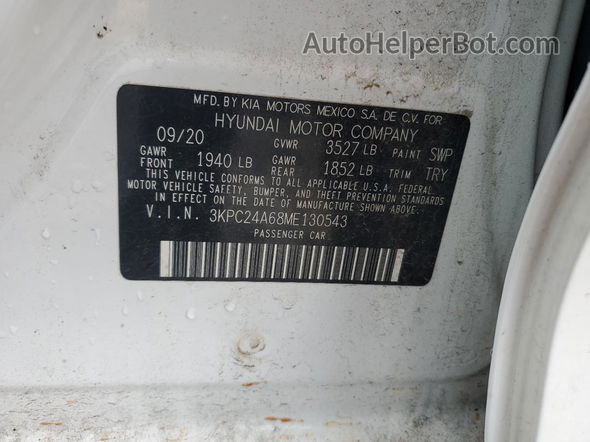 AutoHelperBot.com
MFD. BY KIA MOTORS MEXICO S.A. DE C.V. FOR
HYUNDAI MOTOR COMPANY
09/20 GVWR 3527 LB PAINT SWP
GAWR FRONT 1940 LB GAWR REAR 1852 LB TRIM TRY
THIS VEHICLE CONFORMS TO ALL APPLICABLE U.S.A. FEDERAL
MOTOR VEHICLE SAFETY, BUMPER, AND THEFT PREVENTION STANDARDS
IN EFFECT ON THE DATE OF MANUFACTURE SHOWN ABOVE.
V.I.N. 3KPC24A68ME130543
PASSENGER CAR